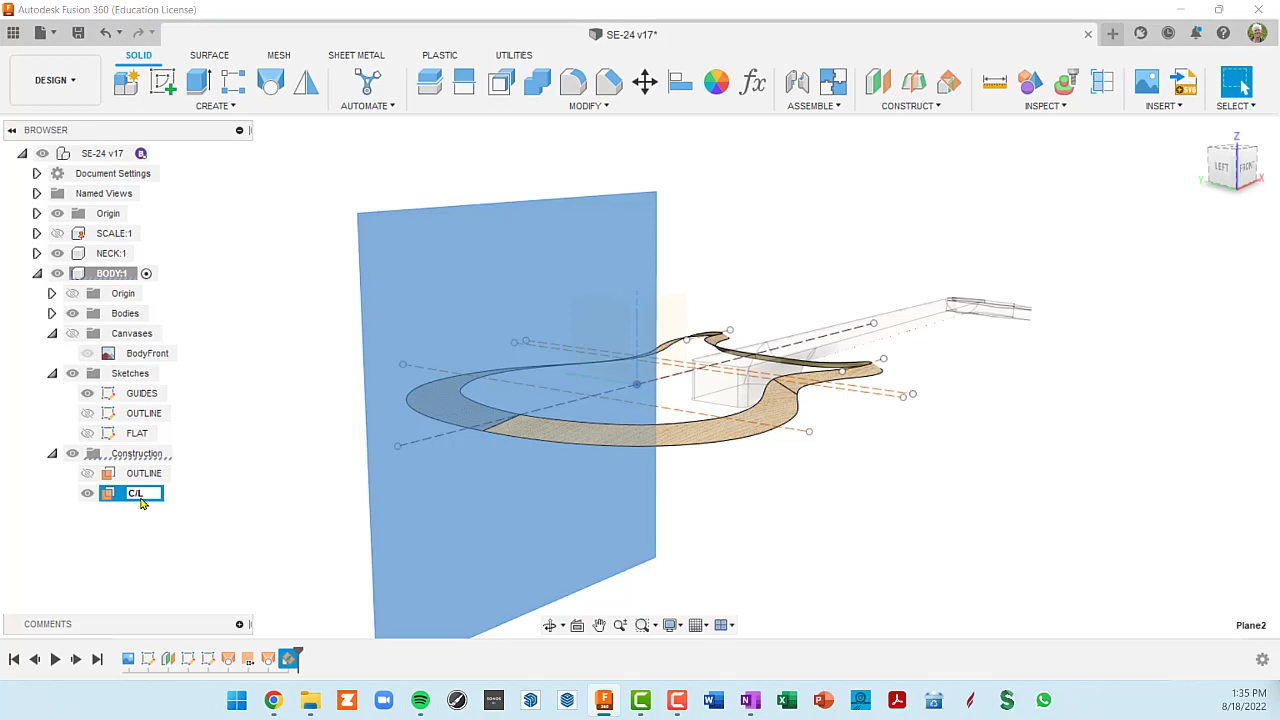 Autodesk Fusion 360 (Education License)
SE-24 v17*
DESIGN
SOLID SURFACE MESH SHEET METAL PLASTIC UTILITIES
CREATE AUTOMATE MODIFY ASSEMBLE CONSTRUCT INSPECT INSERT SELECT
BROWSER
SE-24 v17
Document Settings
Named Views
Origin
SCALE:1
NECK:1
BODY:1
Origin
Bodies
Canvases
BodyFront
Sketches
GUIDES
OUTLINE
FLAT
Construction
OUTLINE
C/L
Z
LEFT FRONT
Y X
COMMENTS
Plane2
1:35 PM
8/18/2022